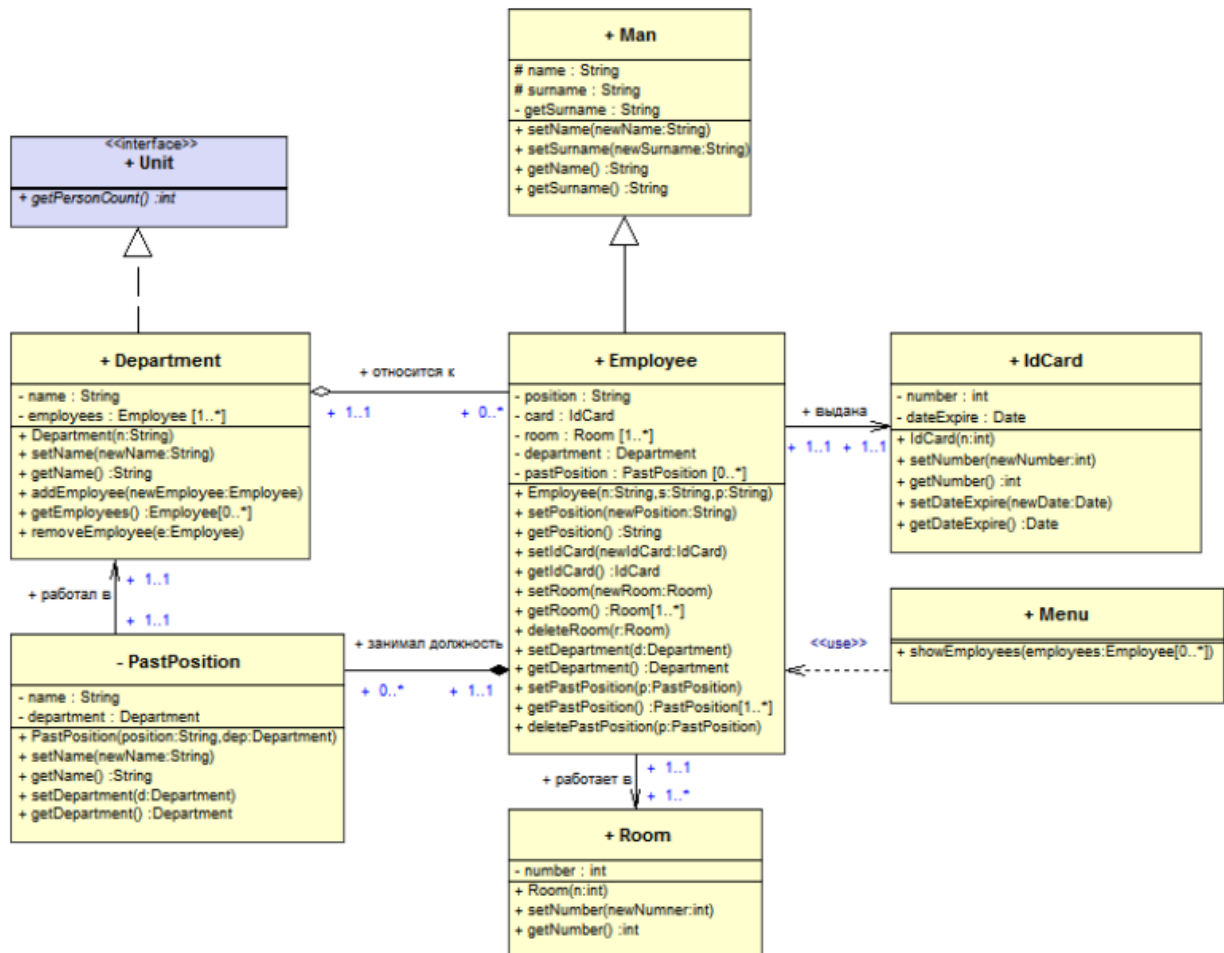 + Man
# name : String
# surname : String
- getSurname : String
+ setName(newName:String)
+ setSurname(newSurname:String)
+ getName() :String
+ getSurname() :String
<<interface>>
+ Unit
+ getPersonCount() :int
+ Department
- name : String
- employees : Employee [1..*]
+ Department(n:String)
+ setName(newName:String)
+ getName() :String
+ addEmployee(newEmployee:Employee)
+ getEmployees() :Employee[0..*]
+ removeEmployee(e:Employee)
+ относится к
+ 1..1
+ 0..*
+ Employee
- position : String
- card : IdCard
- room : Room [1..*]
- department : Department
- pastPosition : PastPosition [0..*]
+ Employee(n:String,s:String,p:String)
+ setPosition(newPosition:String)
+ getPosition() :String
+ setIdCard(newIdCard:IdCard)
+ getIdCard() :IdCard
+ setRoom(newRoom:Room)
+ getRoom() :Room[1..*]
+ deleteRoom(r:Room)
+ setDepartment(d:Department)
+ getDepartment() :Department
+ setPastPosition(p:PastPosition)
+ getPastPosition() :PastPosition[1..*]
+ deletePastPosition(p:PastPosition)
+ выдана
+ 1..1 + 1..1
+ IdCard
- number : int
- dateExpire : Date
+ IdCard(n:int)
+ setNumber(newNumber:int)
+ getNumber() :int
+ setDateExpire(newDate:Date)
+ getDateExpire() :Date
+ 1..1
+ работал в
+ 1..1
- PastPosition
- name : String
- department : Department
+ PastPosition(position:String,dep:Department)
+ setName(newName:String)
+ getName() :String
+ setDepartment(d:Department)
+ getDepartment() :Department
+ занимал должность
+ 0..*
+ 1..1
<<use>>
+ Menu
+ showEmployees(employees:Employee[0..*])
+ 1..1
+ работает в
+ 1..*
+ Room
- number : int
+ Room(n:int)
+ setNumber(newNumner:int)
+ getNumber() :int